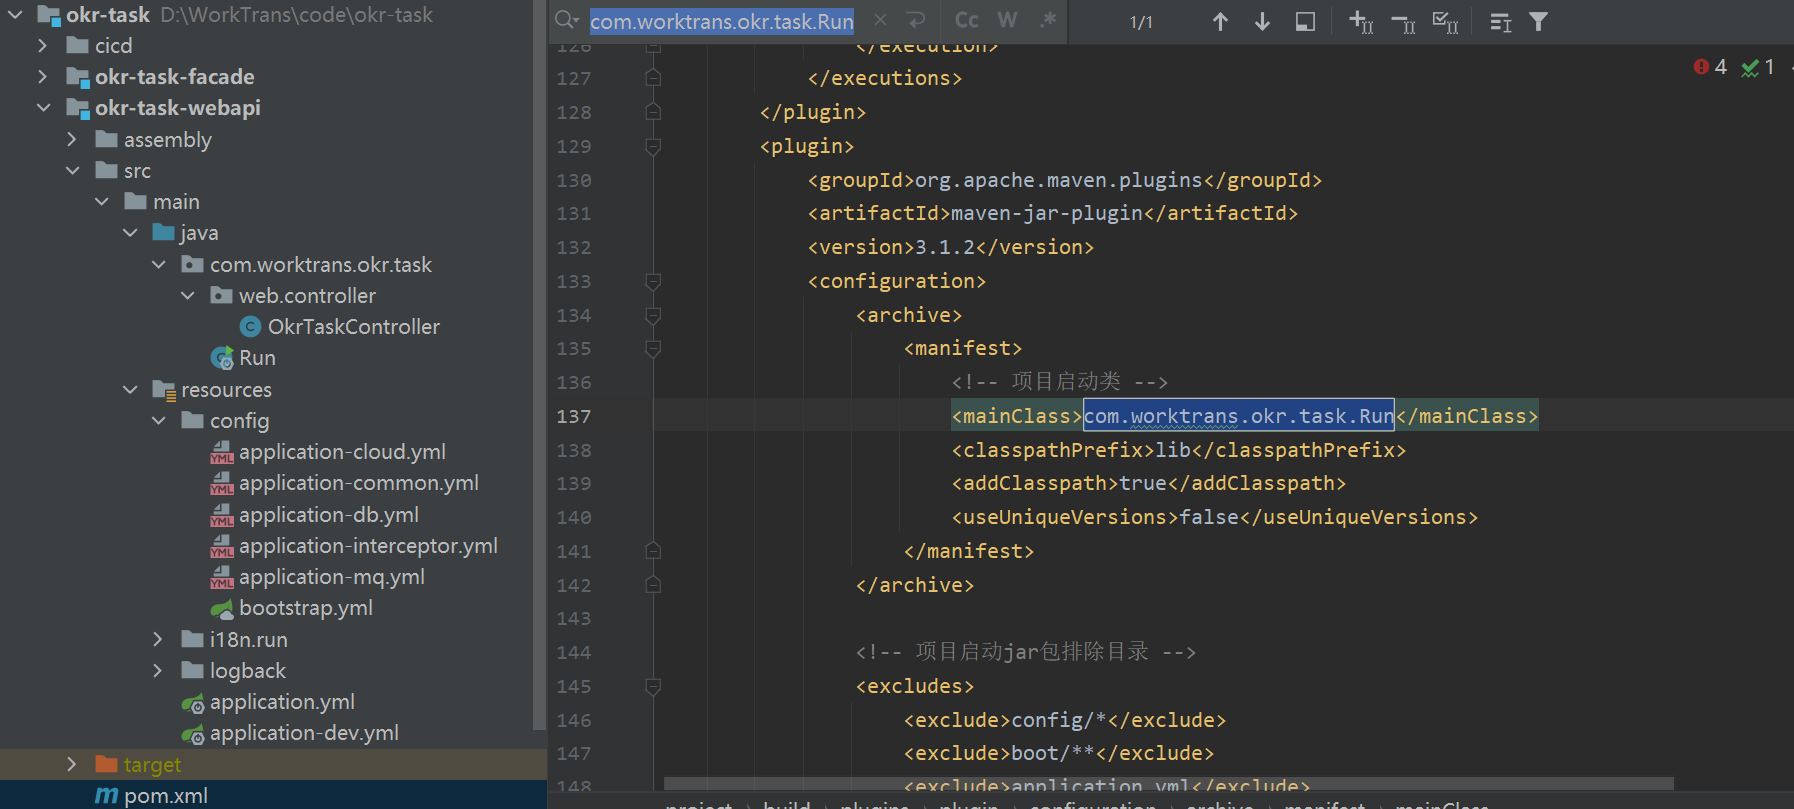 okr-task D:\WorkTrans\code\okr-task
cicd
okr-task-facade
okr-task-webapi
assembly
src
main
java
com.worktrans.okr.task
web.controller
OkrTaskController
Run
resources
config
application-cloud.yml
application-common.yml
application-db.yml
application-interceptor.yml
application-mq.yml
bootstrap.yml
i18n.run
logback
application.yml
application-dev.yml
target
pom.xml
com.worktrans.okr.task.Run Cc W .* 1/1
4 1
126 </execution>
127 </executions>
128 </plugin>
129 <plugin>
130 <groupId>org.apache.maven.plugins</groupId>
131 <artifactId>maven-jar-plugin</artifactId>
132 <version>3.1.2</version>
133 <configuration>
134 <archive>
135 <manifest>
136 <!-- 项目启动类 -->
137 <mainClass>com.worktrans.okr.task.Run</mainClass>
138 <classpathPrefix>lib</classpathPrefix>
139 <addClasspath>true</addClasspath>
140 <useUniqueVersions>false</useUniqueVersions>
141 </manifest>
142 </archive>
143
144 <!-- 项目启动jar包排除目录 -->
145 <excludes>
146 <exclude>config/*</exclude>
147 <exclude>boot/**</exclude>
148 <exclude>application.yml</exclude>
project › build › plugins › plugin › configuration › archive › manifest › mainClass